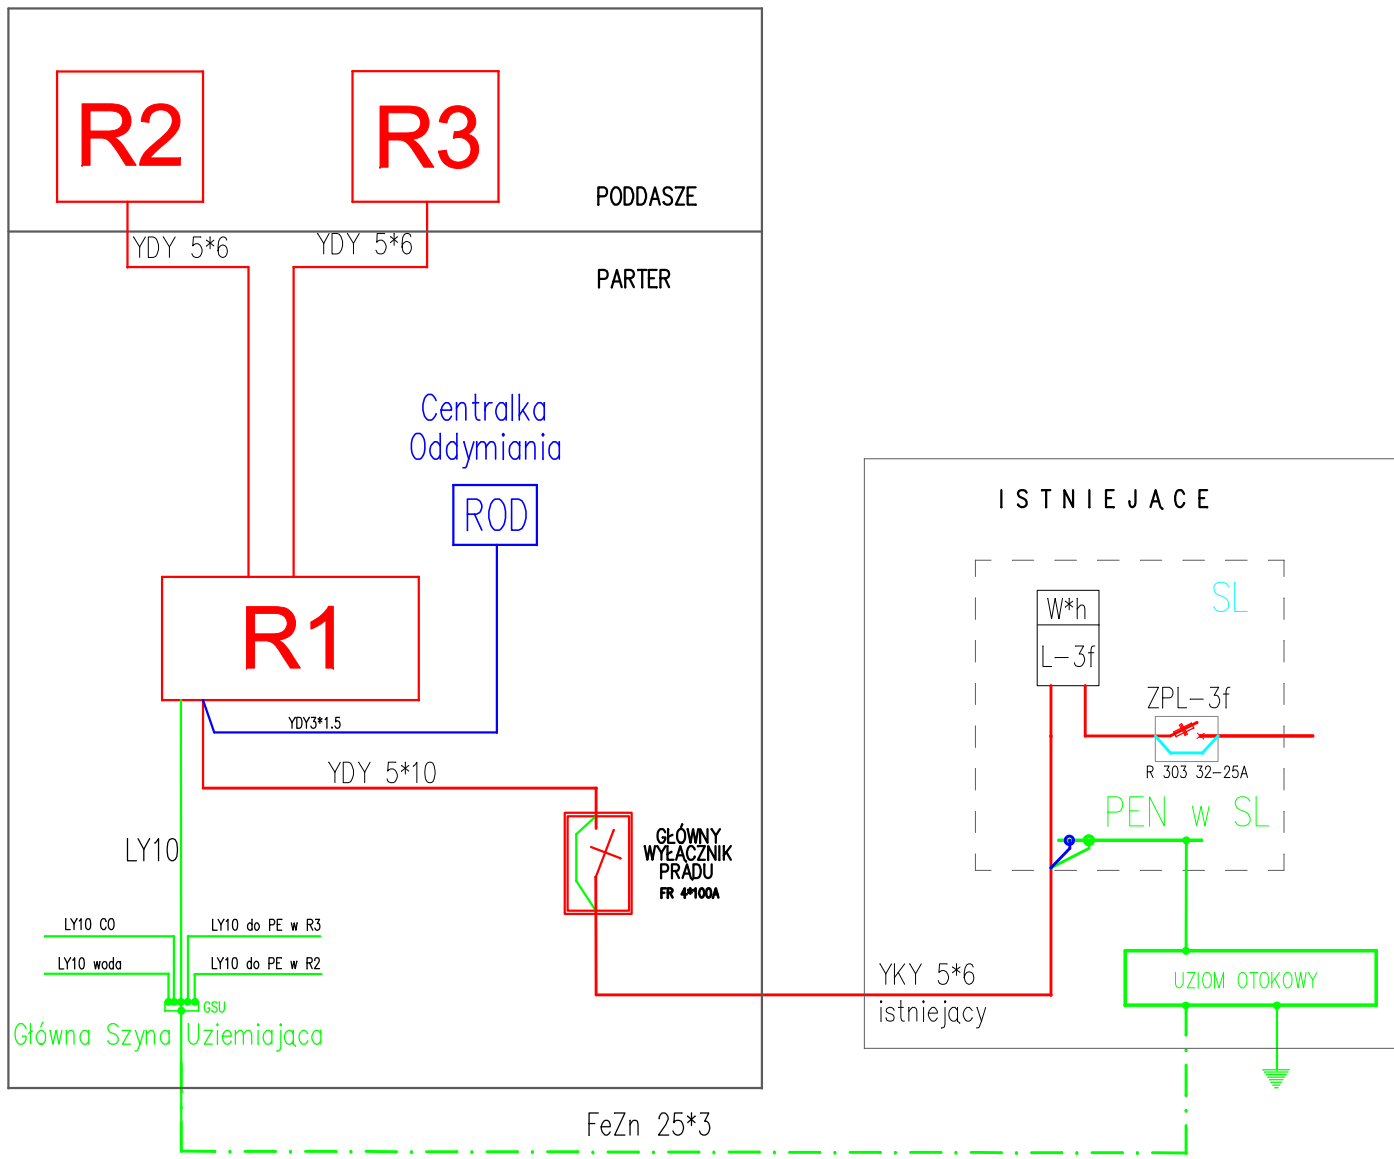 R2
R3
PODDASZE
YDY 5*6
YDY 5*6
PARTER
Centralka
Oddymiania
ROD
R1
YDY3*1.5
YDY 5*10
GŁÓWNY
WYŁĄCZNIK
PRĄDU
FR 4*100A
LY10
LY10 CO
LY10 do PE w R3
LY10 woda
LY10 do PE w R2
GSU
Główna Szyna Uziemiająca
FeZn 25*3
ISTNIEJĄCE
SL
W*h
L-3f
ZPL-3f
R 303 32-25A
PEN w SL
YKY 5*6
istniejący
UZIOM OTOKOWY